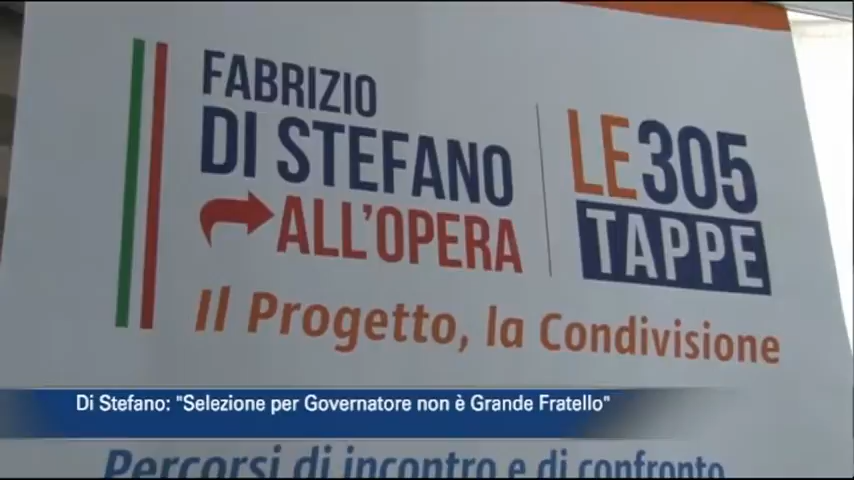 FABRIZIO
DI STEFANO
ALL'OPERA
LE305
TAPPE
Il Progetto, la Condivisione
Di Stefano: "Selezione per Governatore non è Grande Fratello"
Percorsi di incontro e di confronto